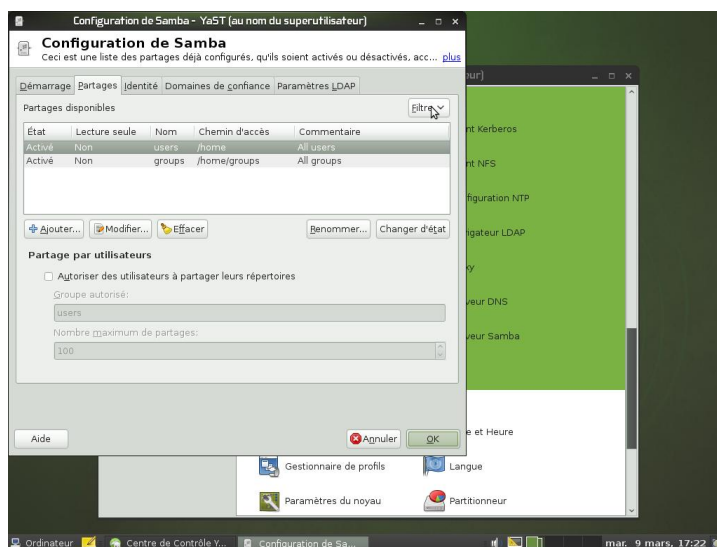 Configuration de Samba - YaST (au nom du superutilisateur)
Configuration de Samba
Ceci est une liste des partages déjà configurés, qu'ils soient activés ou désactivés, acc... plus
Démarrage Partages Identité Domaines de confiance Paramètres LDAP
Partages disponibles Filtre
État Lecture seule Nom Chemin d'accès Commentaire
Activé Non users /home All users
Activé Non groups /home/groups All groups
Ajouter... Modifier... Effacer Renommer... Changer d'état
Partage par utilisateurs
Autoriser des utilisateurs à partager leurs répertoires
Groupe autorisé:
users
Nombre maximum de partages:
100
Aide Annuler OK
eur]
nt Kerberos
nt NFS
figuration NTP
igateur LDAP
xy
veur DNS
veur Samba
e et Heure
Gestionnaire de profils Langue
Paramètres du noyau Partitionneur
Ordinateur Centre de Contrôle Y... Configuration de Sa... mar. 9 mars, 17:22